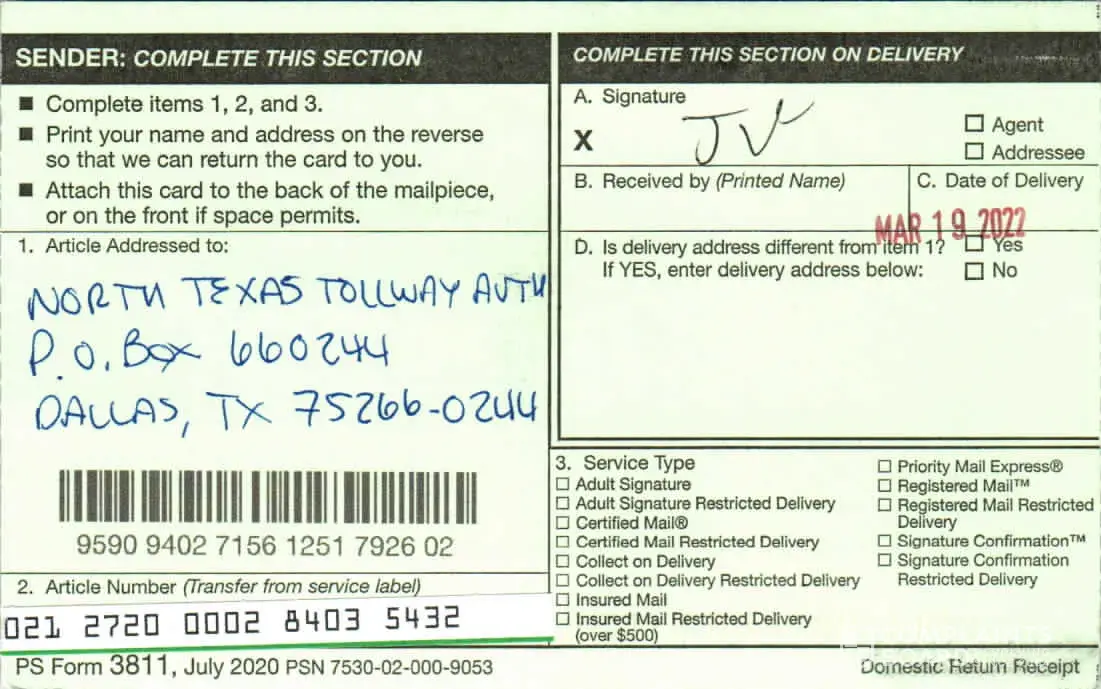 SENDER: COMPLETE THIS SECTION
■ Complete items 1, 2, and 3.
■ Print your name and address on the reverse
so that we can return the card to you.
■ Attach this card to the back of the mailpiece,
or on the front if space permits.
1. Article Addressed to:
NORTH TEXAS TOLLWAY AUTH
P.O. BOX 660244
DALLAS, TX 75266-0244
9590 9402 7156 1251 7926 02
2. Article Number (Transfer from service label)
021 2720 0002 8403 5432
PS Form 3811, July 2020 PSN 7530-02-000-9053
COMPLETE THIS SECTION ON DELIVERY
A. Signature
X JV
☐ Agent
☐ Addressee
B. Received by (Printed Name)
C. Date of Delivery
MAR 19 2022
D. Is delivery address different from item 1? ☐ Yes
If YES, enter delivery address below: ☐ No
3. Service Type
☐ Adult Signature
☐ Adult Signature Restricted Delivery
☐ Certified Mail®
☐ Certified Mail Restricted Delivery
☐ Collect on Delivery
☐ Collect on Delivery Restricted Delivery
☐ Insured Mail
☐ Insured Mail Restricted Delivery
(over $500)
☐ Priority Mail Express®
☐ Registered Mail™
☐ Registered Mail Restricted
Delivery
☐ Signature Confirmation™
☐ Signature Confirmation
Restricted Delivery
Domestic Return Receipt